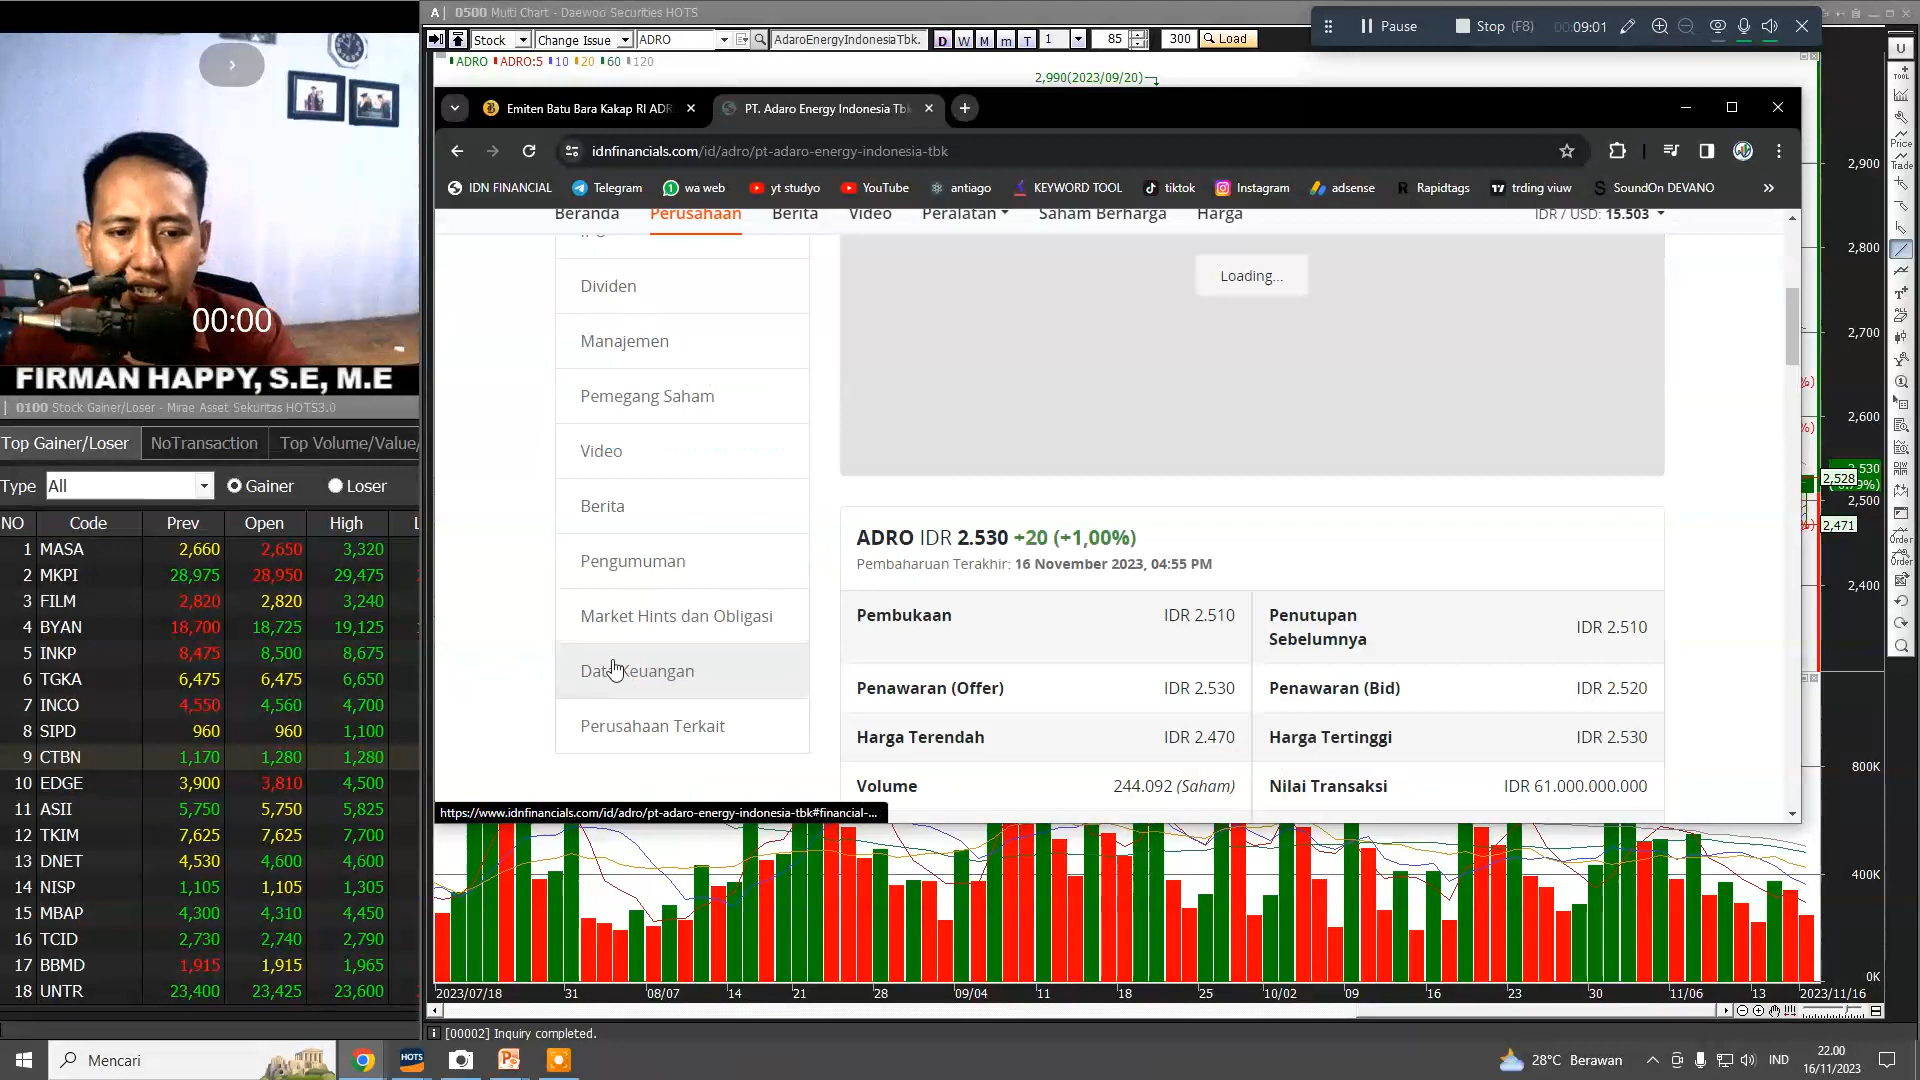 0500 Multi Chart - Daewoo Securities HOTS
Pause Stop (F8) 00:09:01
Stock Change Issue ADRO AdaroEnergyIndonesiaTbk. D W M m T 1 85 300 Load
ADRO ADRO:5 10 20 60 120
2,990(2023/09/20)
Emiten Batu Bara Kakap RI ADR
PT. Adaro Energy Indonesia Tb
idnfinancials.com/id/adro/pt-adaro-energy-indonesia-tbk
IDN FINANCIAL Telegram wa web yt studyo YouTube antiago KEYWORD TOOL tiktok Instagram adsense Rapidtags trding viuw SoundOn DEVANO
Beranda Perusahaan Berita Video Peralatan Saham Berharga Harga IDR / USD: 15.503
Dividen
Manajemen
Pemegang Saham
Video
Berita
Pengumuman
Market Hints dan Obligasi
Data Keuangan
Perusahaan Terkait
Loading...
ADRO IDR 2.530 +20 (+1,00%)
Pembaharuan Terakhir: 16 November 2023, 04:55 PM
Pembukaan IDR 2.510 Penutupan Sebelumnya IDR 2.510
Penawaran (Offer) IDR 2.530 Penawaran (Bid) IDR 2.520
Harga Terendah IDR 2.470 Harga Tertinggi IDR 2.530
Volume 244.092 (Saham) Nilai Transaksi IDR 61.000.000.000
https://www.idnfinancials.com/id/adro/pt-adaro-energy-indonesia-tbk#financial-...
00:00
FIRMAN HAPPY, S.E, M.E
0100 Stock Gainer/Loser - Mirae Asset Sekuritas HOTS3.0
Top Gainer/Loser NoTransaction Top Volume/Value/
Type All Gainer Loser
NO Code Prev Open High L
1 MASA 2,660 2,650 3,320
2 MKPI 28,975 28,950 29,475
3 FILM 2,820 2,820 3,240
4 BYAN 18,700 18,725 19,125
5 INKP 8,475 8,500 8,675
6 TGKA 6,475 6,475 6,650
7 INCO 4,550 4,560 4,700
8 SIPD 960 960 1,100
9 CTBN 1,170 1,280 1,280
10 EDGE 3,900 3,810 4,500
11 ASII 5,750 5,750 5,825
12 TKIM 7,625 7,625 7,700
13 DNET 4,530 4,600 4,600
14 NISP 1,105 1,105 1,305
15 MBAP 4,300 4,310 4,450
16 TCID 2,730 2,740 2,790
17 BBMD 1,915 1,915 1,965
18 UNTR 23,400 23,425 23,600
2,900
2,800
2,700
2,600
2,530
2,528
2,500
2,471
2,400
800K
400K
0K
U
TOOL
Price
Trade
Order
Order
2023/07/18 31 08/07 14 21 28 09/04 11 18 25 10/02 09 16 23 30 11/06 13 2023/11/16
[00002] Inquiry completed.
Mencari
HOTS
28°C Berawan
IND
22.00
16/11/2023